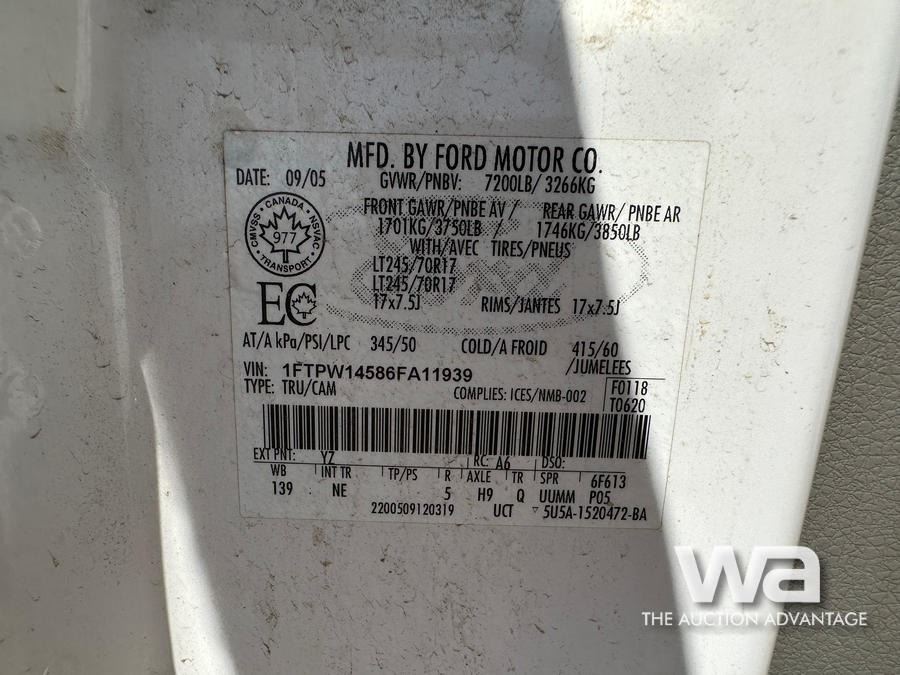 MFD. BY FORD MOTOR CO.
DATE: 09/05 GVWR/PNBV: 7200LB/ 3266KG
FRONT GAWR/PNBE AV / REAR GAWR/ PNBE AR
1701KG/3750LB / 1746KG/3850LB
WITH/AVEC TIRES/PNEUS
LT245/70R17
LT245/70R17
17x7.5J RIMS/JANTES 17x7.5J
CANADA
CMVSS NSVAC
977
TRANSPORT
EC
AT/A kPa/PSI/LPC 345/50 COLD/A FROID 415/60
/JUMELEES
VIN: 1FTPW14586FA11939
TYPE: TRU/CAM COMPLIES: ICES/NMB-002 F0118
T0620
EXT PNT: YZ RC: A6 DSO:
WB INT TR TP/PS R AXLE TR SPR 6F613
139 NE 5 H9 Q UUMM P05
2200509120319 UCT ▽ 5U5A-1520472-BA
wa
THE AUCTION ADVANTAGE